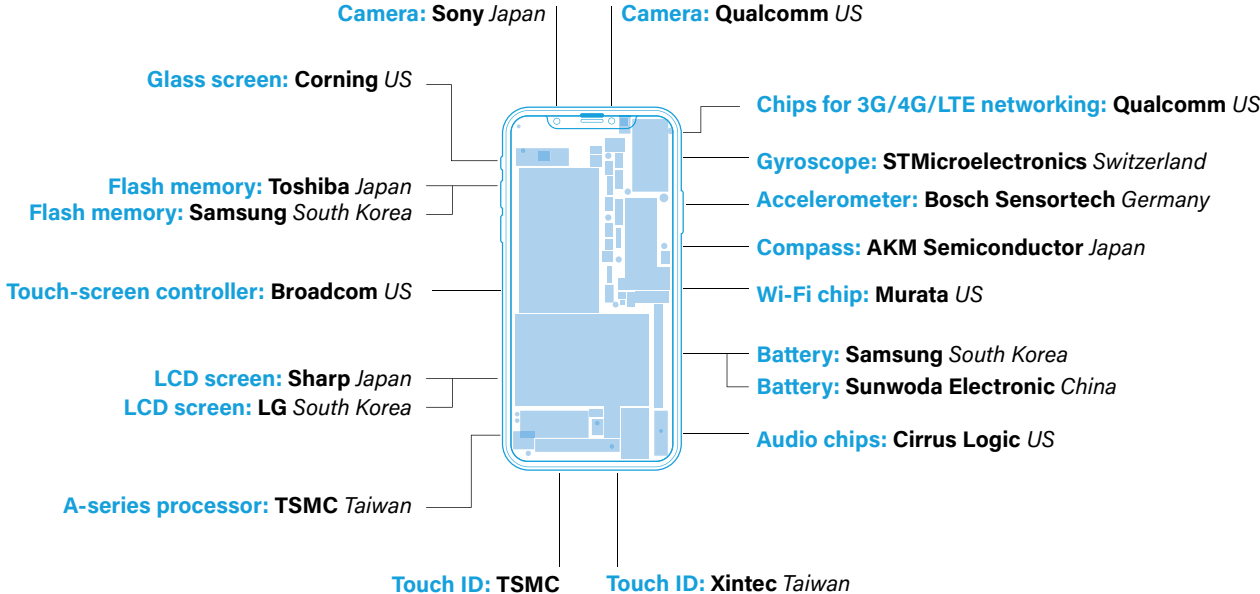 Camera: Sony Japan
Camera: Qualcomm US
Glass screen: Corning US
Flash memory: Toshiba Japan
Flash memory: Samsung South Korea
Touch-screen controller: Broadcom US
LCD screen: Sharp Japan
LCD screen: LG South Korea
A-series processor: TSMC Taiwan
Chips for 3G/4G/LTE networking: Qualcomm US
Gyroscope: STMicroelectronics Switzerland
Accelerometer: Bosch Sensortech Germany
Compass: AKM Semiconductor Japan
Wi-Fi chip: Murata US
Battery: Samsung South Korea
Battery: Sunwoda Electronic China
Audio chips: Cirrus Logic US
Touch ID: TSMC
Touch ID: Xintec Taiwan